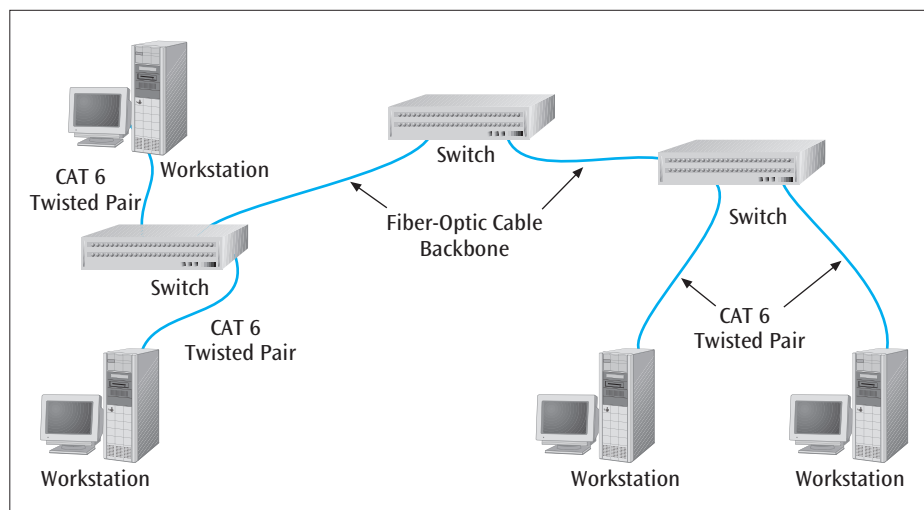 Workstation
CAT 6
Twisted Pair
Switch
Switch
Fiber-Optic Cable
Backbone
Switch
Switch
CAT 6
Twisted Pair
CAT 6
Twisted Pair
Workstation
Workstation
Workstation